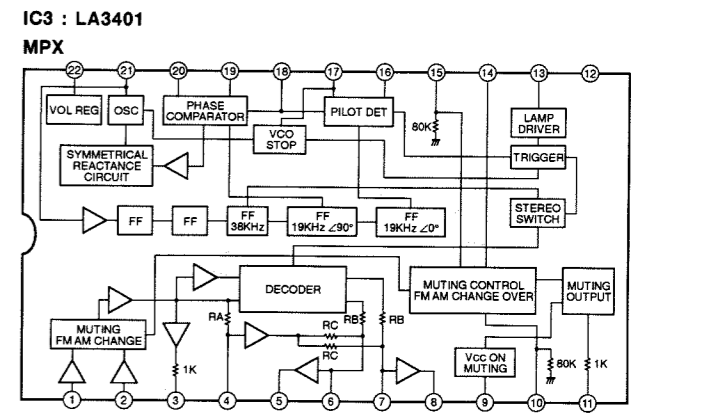 IC3 : LA3401
MPX
22 21 20 19 18 17 16 15 14 13 12
VOL REG
OSC
PHASE
COMPARATOR
PILOT DET
80K
LAMP
DRIVER
VCO
STOP
SYMMETRICAL
REACTANCE
CIRCUIT
TRIGGER
FF
FF
FF
38KHz
FF
19KHz ∠90°
FF
19KHz ∠0°
STEREO
SWITCH
DECODER
MUTING CONTROL
FM AM CHANGE OVER
MUTING
OUTPUT
MUTING
FM AM CHANGE
RA
RB
RB
RC
RC
1K
Vcc ON
MUTING
80K
1K
1 2 3 4 5 6 7 8 9 10 11